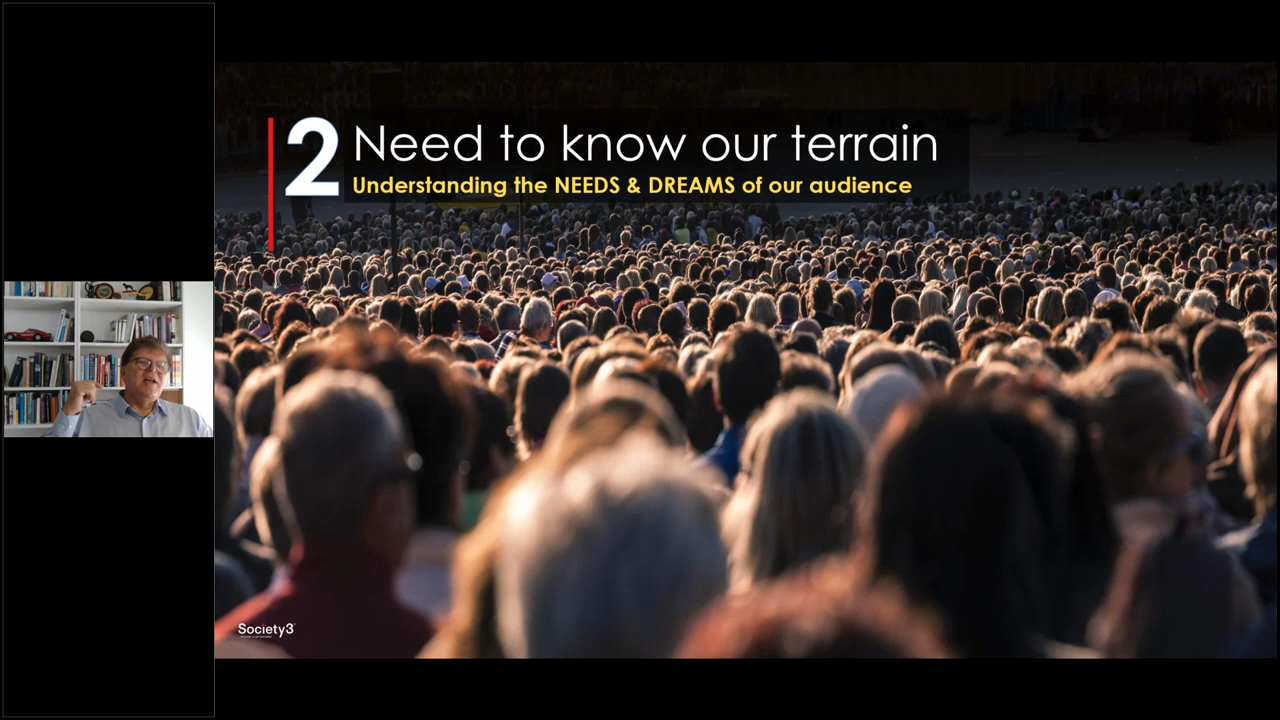 2 Need to know our terrain
Understanding the NEEDS & DREAMS of our audience
Society3